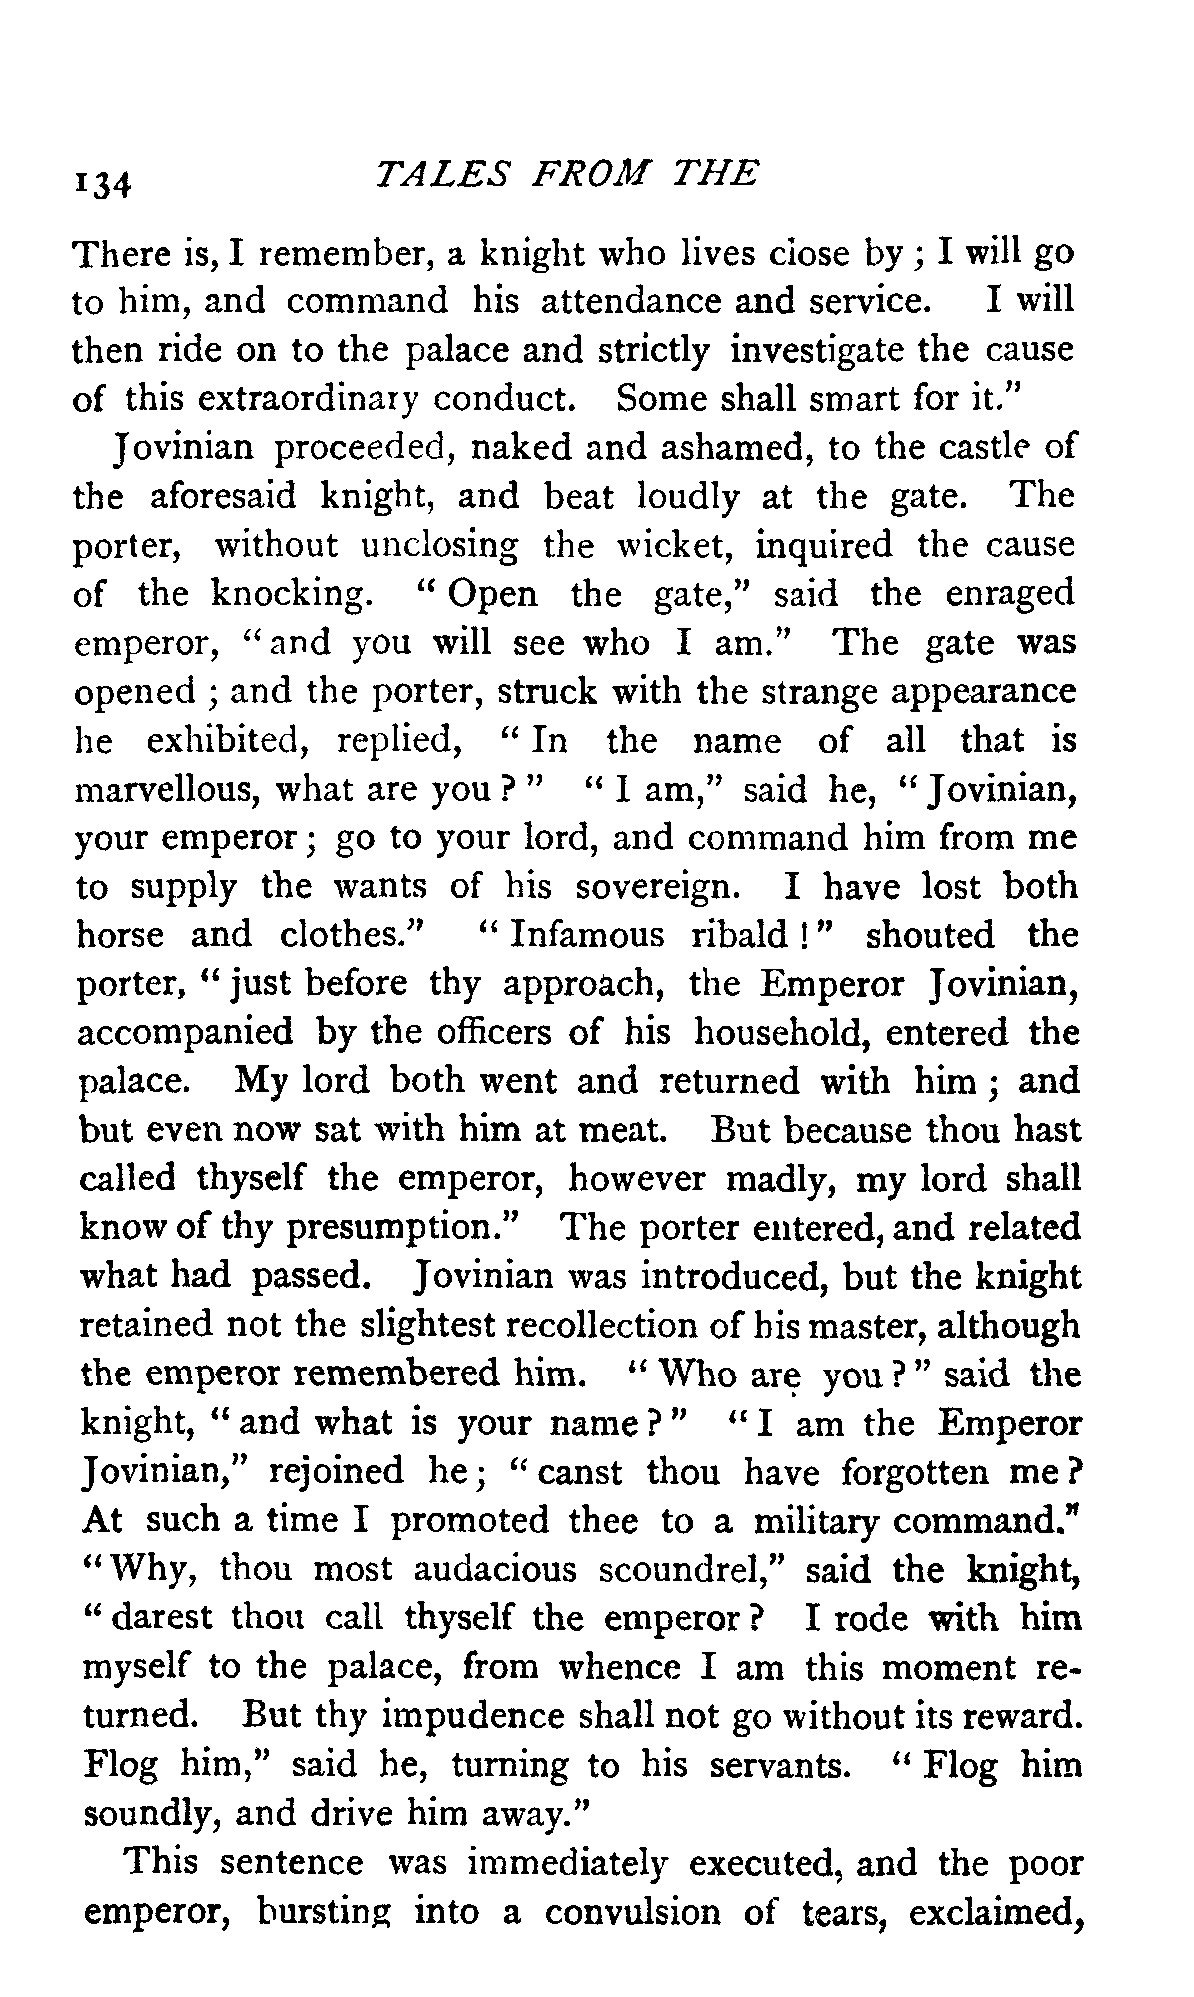 134 TALES FROM THE
There is, I remember, a knight who lives close by; I will go
to him, and command his attendance and service. I will
then ride on to the palace and strictly investigate the cause
of this extraordinary conduct. Some shall smart for it."
Jovinian proceeded, naked and ashamed, to the castle of
the aforesaid knight, and beat loudly at the gate. The
porter, without unclosing the wicket, inquired the cause
of the knocking. "Open the gate," said the enraged
emperor, "and you will see who I am." The gate was
opened; and the porter, struck with the strange appearance
he exhibited, replied, "In the name of all that is
marvellous, what are you?" "I am," said he, "Jovinian,
your emperor; go to your lord, and command him from me
to supply the wants of his sovereign. I have lost both
horse and clothes." "Infamous ribald!" shouted the
porter, "just before thy approach, the Emperor Jovinian,
accompanied by the officers of his household, entered the
palace. My lord both went and returned with him; and
but even now sat with him at meat. But because thou hast
called thyself the emperor, however madly, my lord shall
know of thy presumption." The porter entered, and related
what had passed. Jovinian was introduced, but the knight
retained not the slightest recollection of his master, although
the emperor remembered him. "Who are you?" said the
knight, "and what is your name?" "I am the Emperor
Jovinian," rejoined he; "canst thou have forgotten me?
At such a time I promoted thee to a military command."
"Why, thou most audacious scoundrel," said the knight,
"darest thou call thyself the emperor? I rode with him
myself to the palace, from whence I am this moment re-
turned. But thy impudence shall not go without its reward.
Flog him," said he, turning to his servants. "Flog him
soundly, and drive him away."
This sentence was immediately executed, and the poor
emperor, bursting into a convulsion of tears, exclaimed,